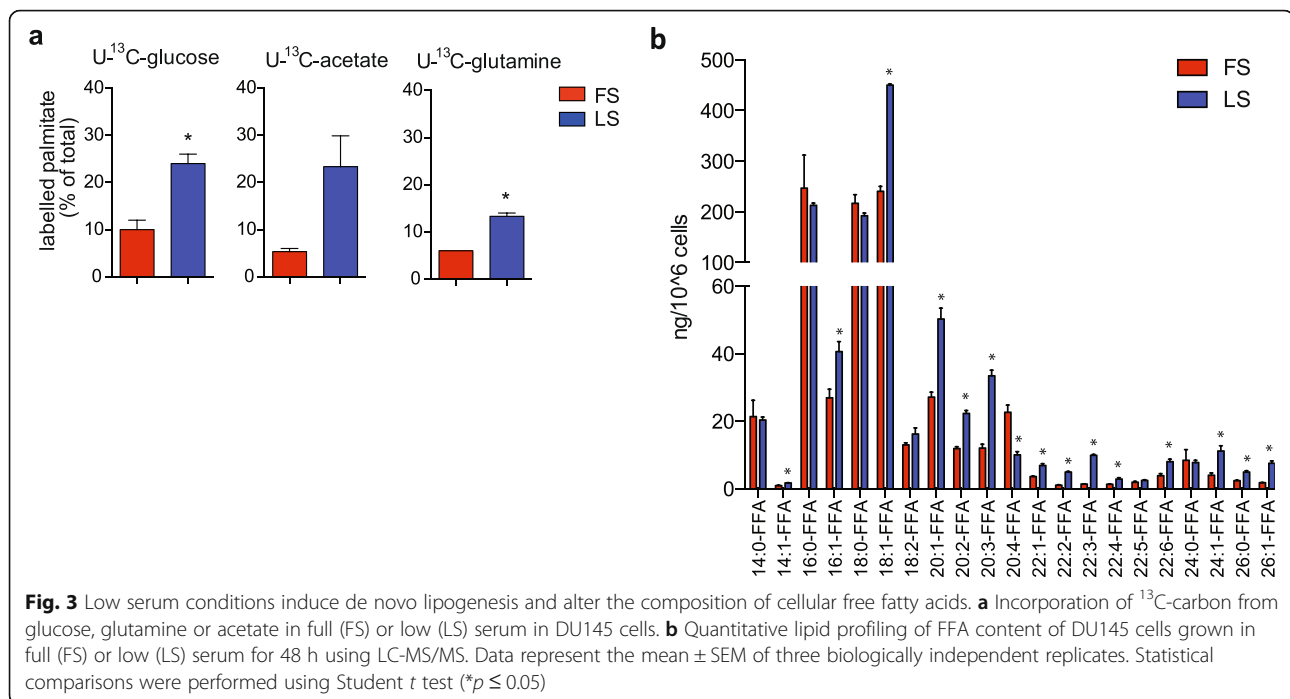 a
U-¹³C-glucose
U-¹³C-acetate
U-¹³C-glutamine
FS
LS
labelled palmitate
(% of total)
40
30
20
10
0
*
40
30
20
10
0
40
30
20
10
0
*
b
FS
LS
ng/10^6 cells
500
400
300
200
100
60
40
20
0
* * * * * * * * * * * * * * *
14:0-FFA
14:1-FFA
16:0-FFA
16:1-FFA
18:0-FFA
18:1-FFA
18:2-FFA
20:1-FFA
20:2-FFA
20:3-FFA
20:4-FFA
22:1-FFA
22:2-FFA
22:3-FFA
22:4-FFA
22:5-FFA
22:6-FFA
24:0-FFA
24:1-FFA
26:0-FFA
26:1-FFA
Fig. 3 Low serum conditions induce de novo lipogenesis and alter the composition of cellular free fatty acids. a Incorporation of ¹³C-carbon from
glucose, glutamine or acetate in full (FS) or low (LS) serum in DU145 cells. b Quantitative lipid profiling of FFA content of DU145 cells grown in
full (FS) or low (LS) serum for 48 h using LC-MS/MS. Data represent the mean ± SEM of three biologically independent replicates. Statistical
comparisons were performed using Student t test (*p ≤ 0.05)